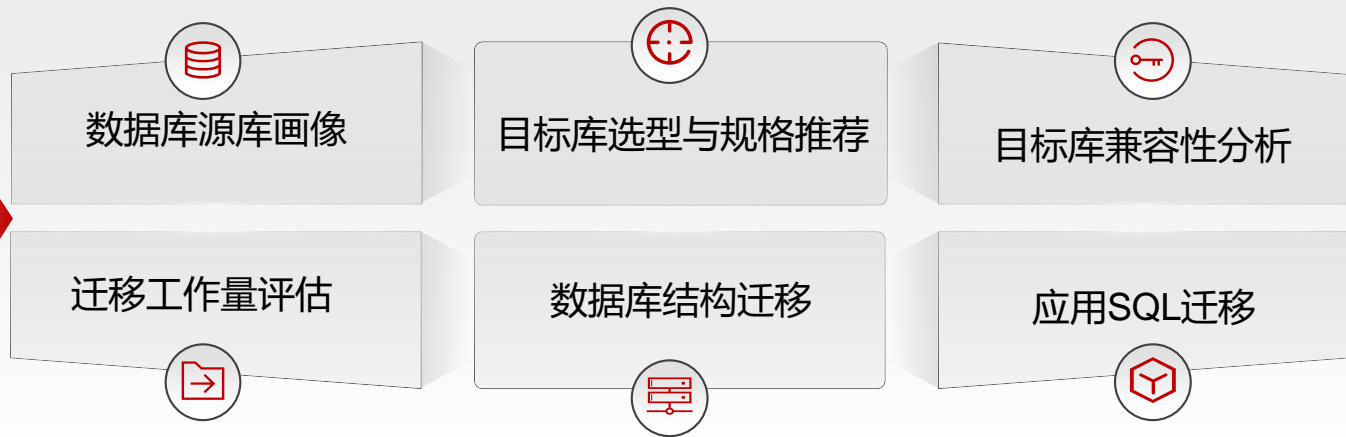 数据库源库画像
目标库选型与规格推荐
目标库兼容性分析
迁移工作量评估
数据库结构迁移
应用SQL迁移